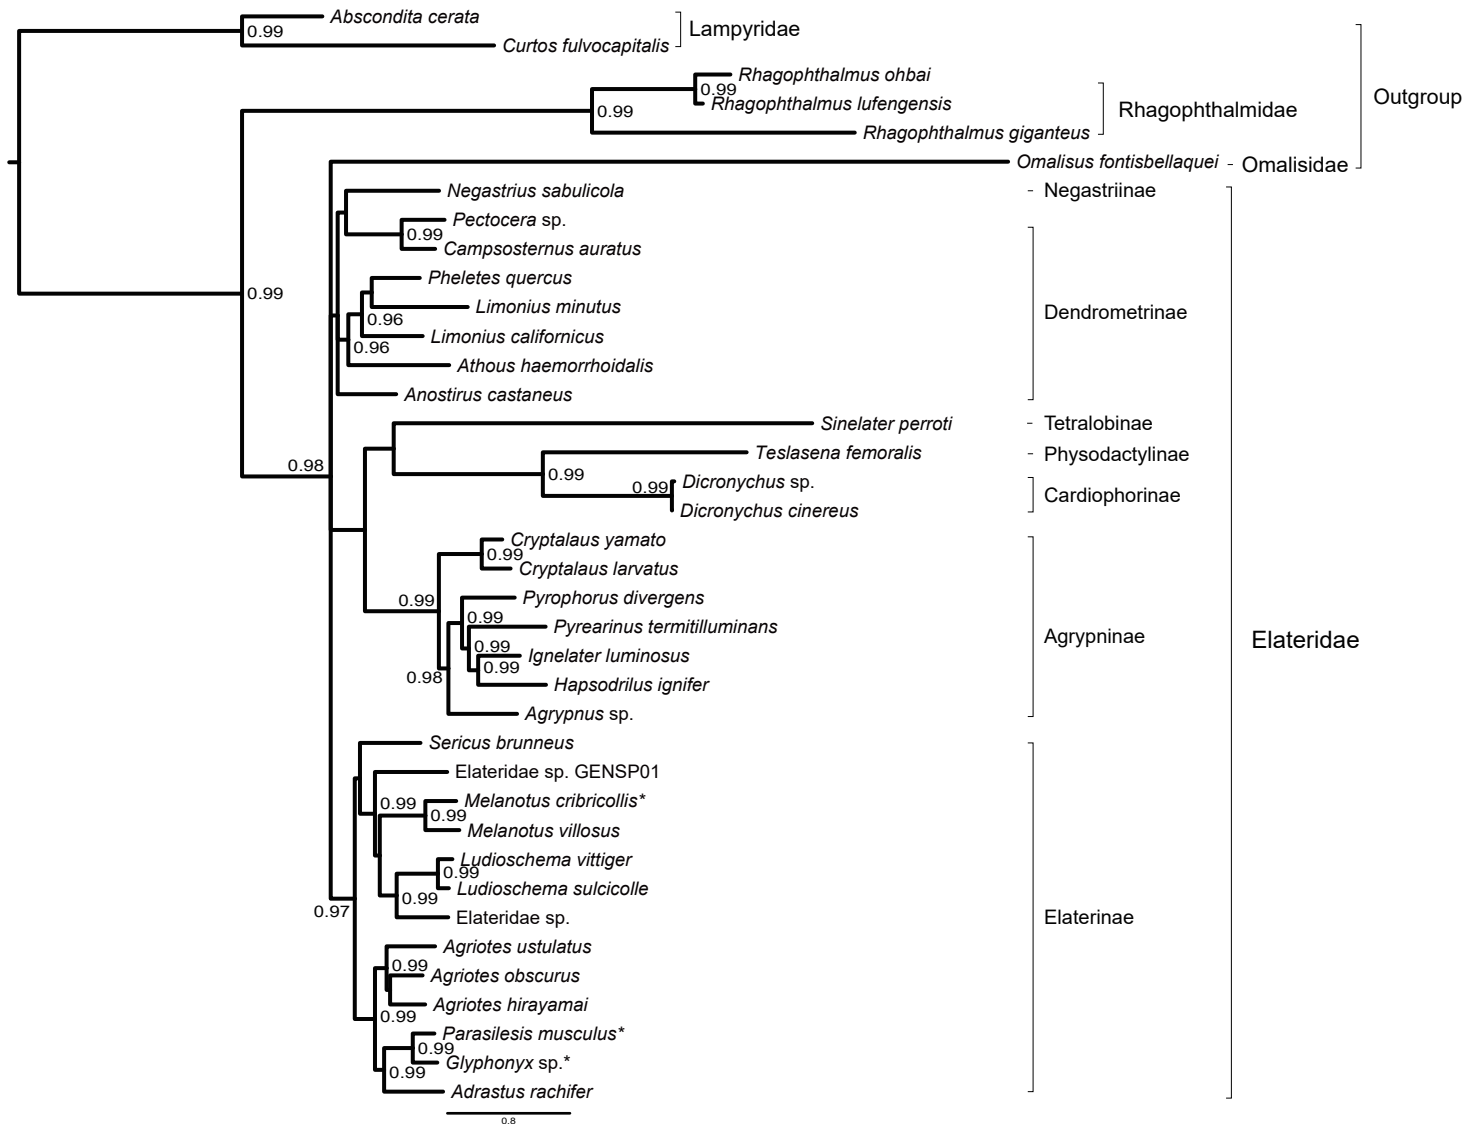 Abscondita cerata
0.99
Lampyridae
Curtos fulvocapitalis
Rhagophthalmus ohbai
0.99
Rhagophthalmus lufengensis
0.99
Rhagophthalmidae
Outgroup
Rhagophthalmus giganteus
Omalisus fontisbellaquei - Omalisidae
Negastrius sabulicola - Negastriinae
Pectocera sp.
0.99
Campsosternus auratus
Pheletes quercus
0.99
Limonius minutus
Dendrometrinae
0.96
Limonius californicus
0.96
Athous haemorrhoidalis
Anostirus castaneus
Sinelater perroti - Tetralobinae
Teslasena femoralis - Physodactylinae
0.98
0.99
Dicronychus sp.
0.99
Cardiophorinae
Dicronychus cinereus
Cryptalaus yamato
0.99
Cryptalaus larvatus
0.99
Pyrophorus divergens
0.99
Pyrearinus termitilluminans
Agrypninae
Elateridae
0.99
Ignelater luminosus
0.99
0.98
Hapsodrilus ignifer
Agrypnus sp.
Sericus brunneus
Elateridae sp. GENSP01
0.99
Melanotus cribricollis*
0.99
Melanotus villosus
Ludioschema vittiger
0.99
Ludioschema sulcicolle
0.99
0.97
Elateridae sp.
Elaterinae
Agriotes ustulatus
0.99
Agriotes obscurus
Agriotes hirayamai
0.99
Parasilesis musculus*
0.99
Glyphonyx sp.*
0.99
Adrastus rachifer
0.8